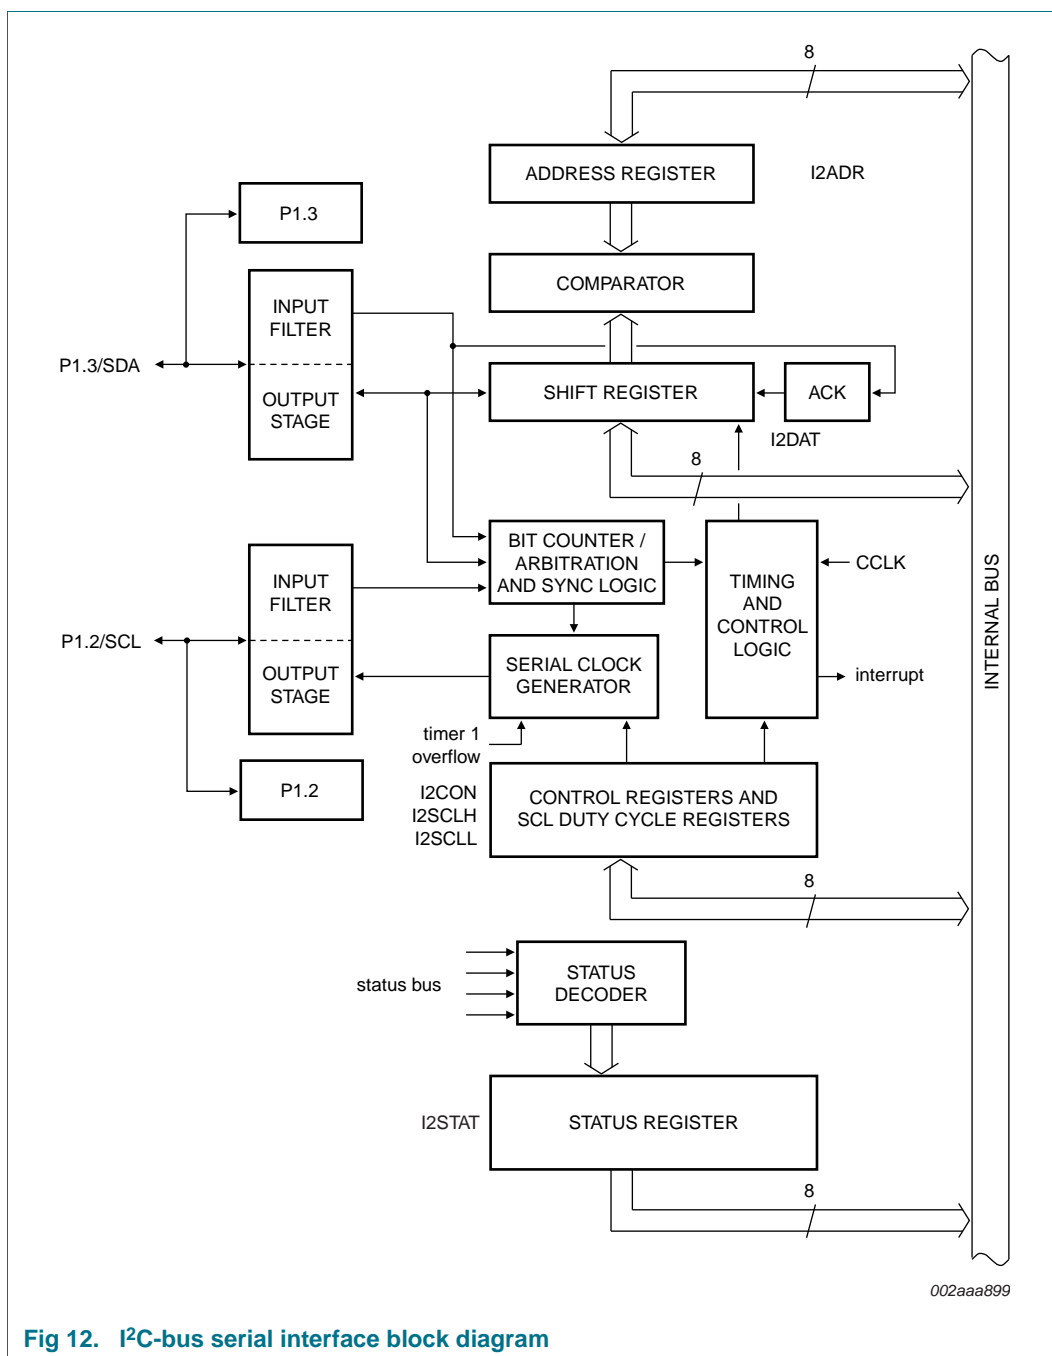 8
ADDRESS REGISTER
I2ADR
P1.3
COMPARATOR
INPUT
FILTER
P1.3/SDA
OUTPUT
STAGE
SHIFT REGISTER
ACK
I2DAT
8
BIT COUNTER /
ARBITRATION
AND SYNC LOGIC
INPUT
FILTER
TIMING
AND
CONTROL
LOGIC
CCLK
INTERNAL BUS
P1.2/SCL
OUTPUT
STAGE
SERIAL CLOCK
GENERATOR
interrupt
timer 1
overflow
P1.2
I2CON
I2SCLH
I2SCLL
CONTROL REGISTERS AND
SCL DUTY CYCLE REGISTERS
8
status bus
STATUS
DECODER
I2STAT
STATUS REGISTER
8
002aaa899
Fig 12. I²C-bus serial interface block diagram